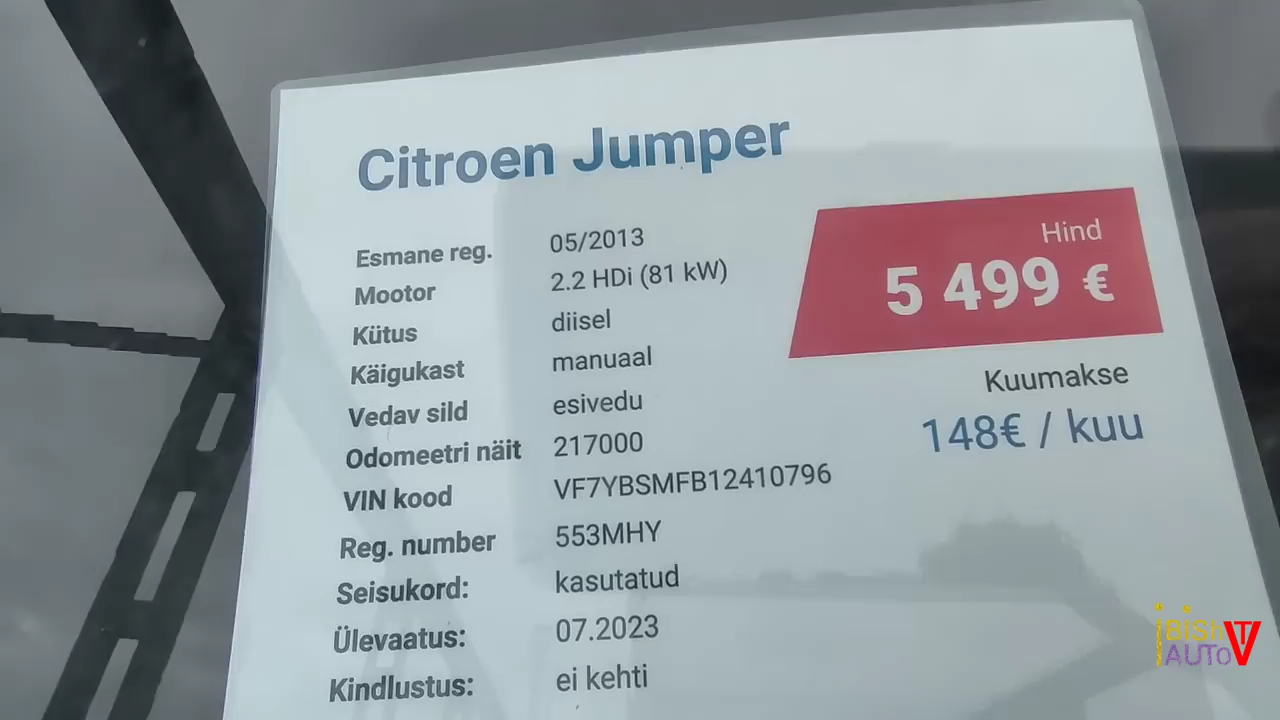 Citroen Jumper
Esmane reg. 05/2013
Mootor 2.2 HDi (81 kW)
Kütus diisel
Käigukast manuaal
Vedav sild esivedu
Odomeetri näit 217000
VIN kood VF7YBSMFB12410796
Reg. number 553MHY
Seisukord: kasutatud
Ülevaatus: 07.2023
Kindlustus: ei kehti
Hind
5 499 €
Kuumakse
148€ / kuu
AUTO